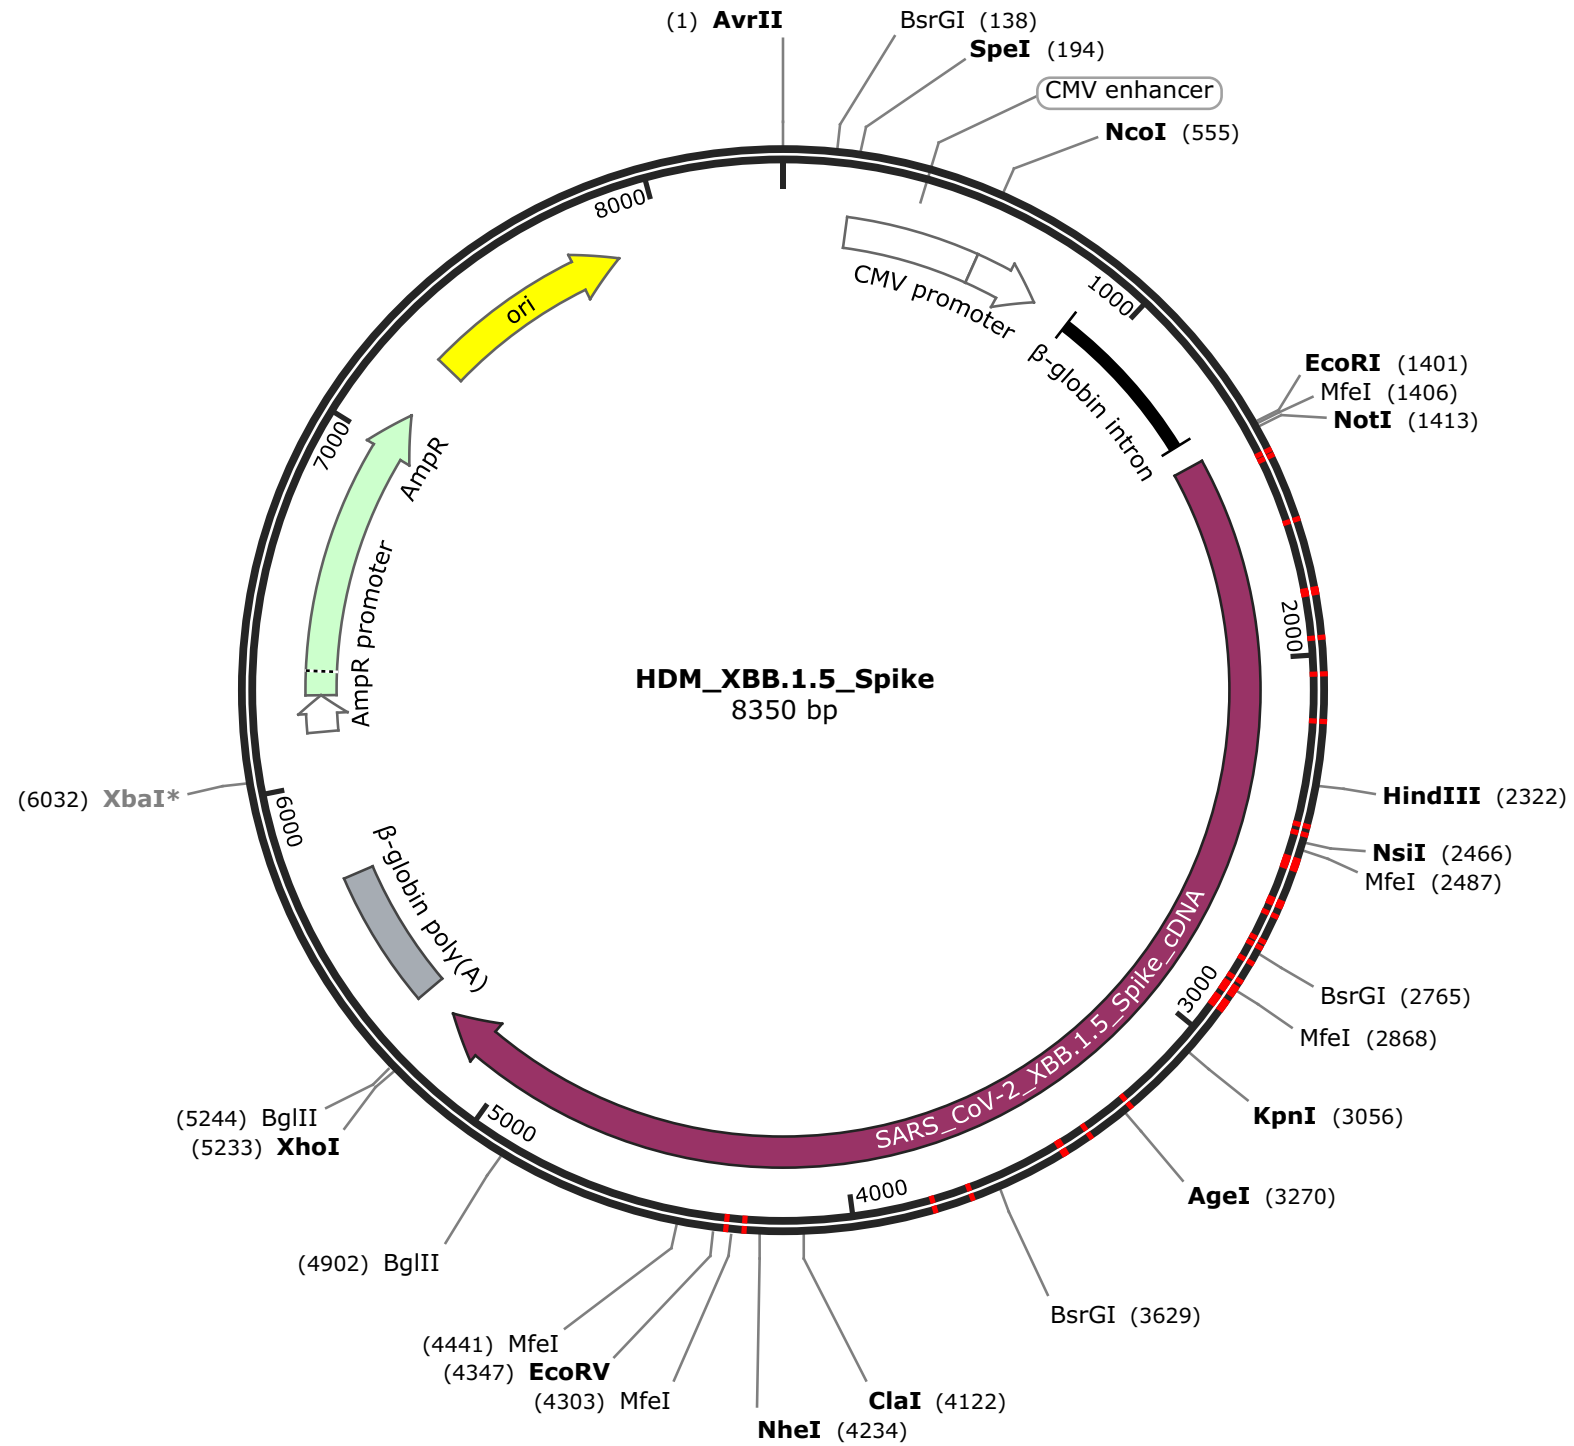 (1) AvrII
BsrGI (138)
SpeI (194)
CMV enhancer
NcoI (555)
8000
ori
CMV promoter
1000
β-globin intron
EcoRI (1401)
MfeI (1406)
NotI (1413)
7000
AmpR
AmpR promoter
2000
HDM_XBB.1.5_Spike
8350 bp
(6032) XbaI*
6000
HindIII (2322)
NsiI (2466)
MfeI (2487)
β-globin poly(A)
SARS_CoV-2_XBB.1.5_Spike_cDNA
3000
BsrGI (2765)
MfeI (2868)
KpnI (3056)
(5244) BglII
(5233) XhoI
5000
4000
AgeI (3270)
(4902) BglII
BsrGI (3629)
(4441) MfeI
(4347) EcoRV
(4303) MfeI
ClaI (4122)
NheI (4234)